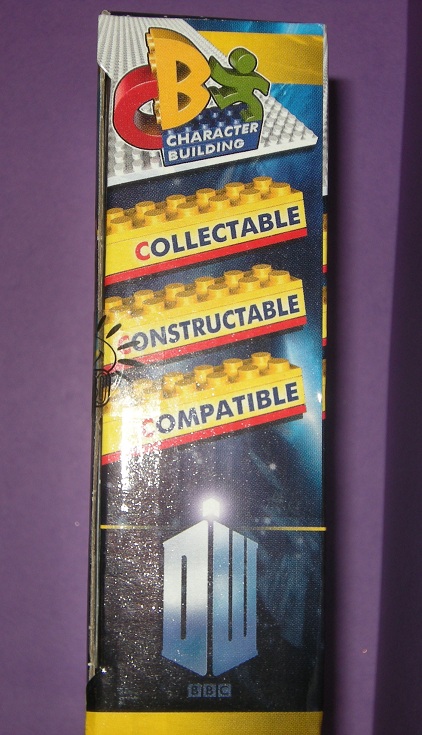 CB
CHARACTER
BUILDING
COLLECTABLE
CONSTRUCTABLE
COMPATIBLE
DW
BBC